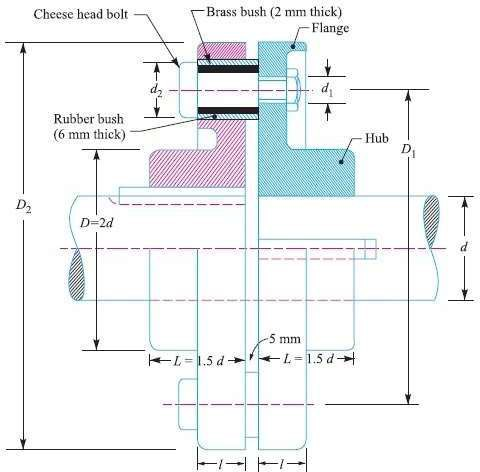 Cheese head bolt
Brass bush (2 mm thick)
Flange
d2
d1
Rubber bush
(6 mm thick)
Hub
D1
D2
D=2d
d
5 mm
L = 1.5 d
L = 1.5 d
l
l